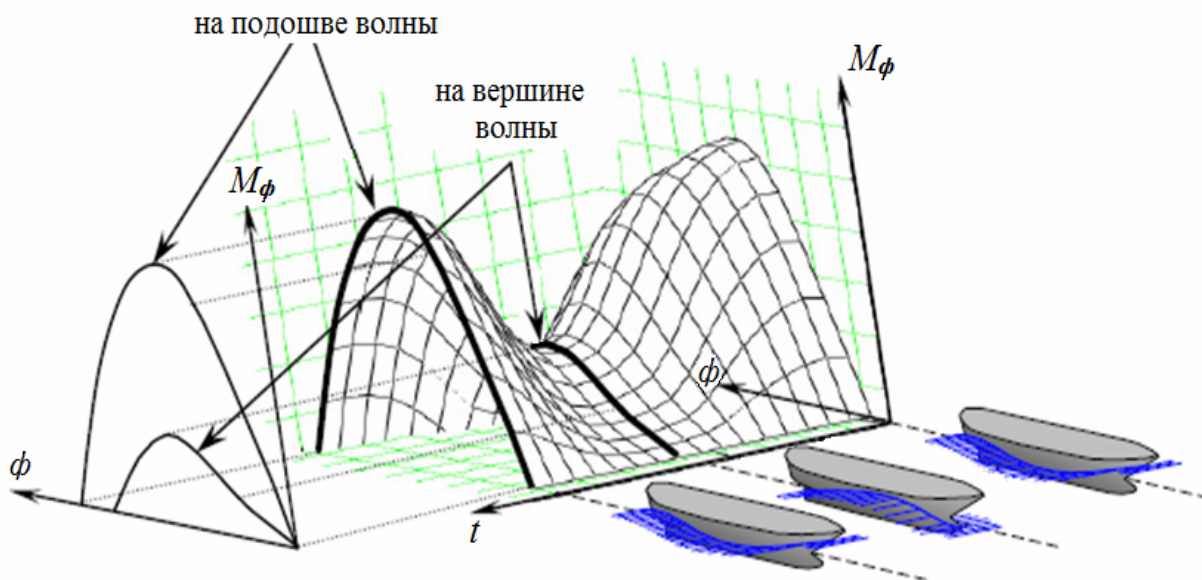 на подошве волны
на вершине
волны
Mф
Mф
ф
ф
t